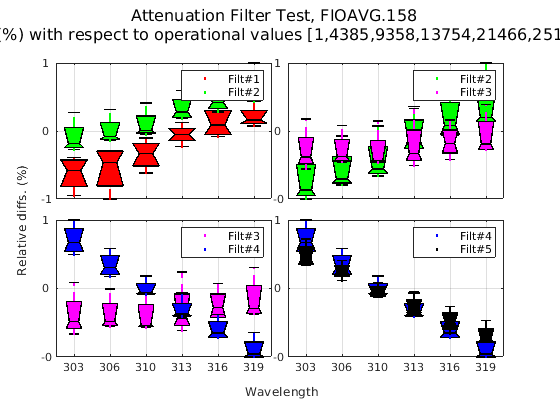 Attenuation Filter Test, FIOAVG.158
(%) with respect to operational values [1,4385,9358,13754,21466,251
1
0
-1
Filt#1
Filt#2
1
0
-0
Filt#2
Filt#3
Relative diffs. (%)
1
0
-0
303 306 310 313 316 319
Filt#3
Filt#4
1
0
-0
303 306 310 313 316 319
Filt#4
Filt#5
Wavelength